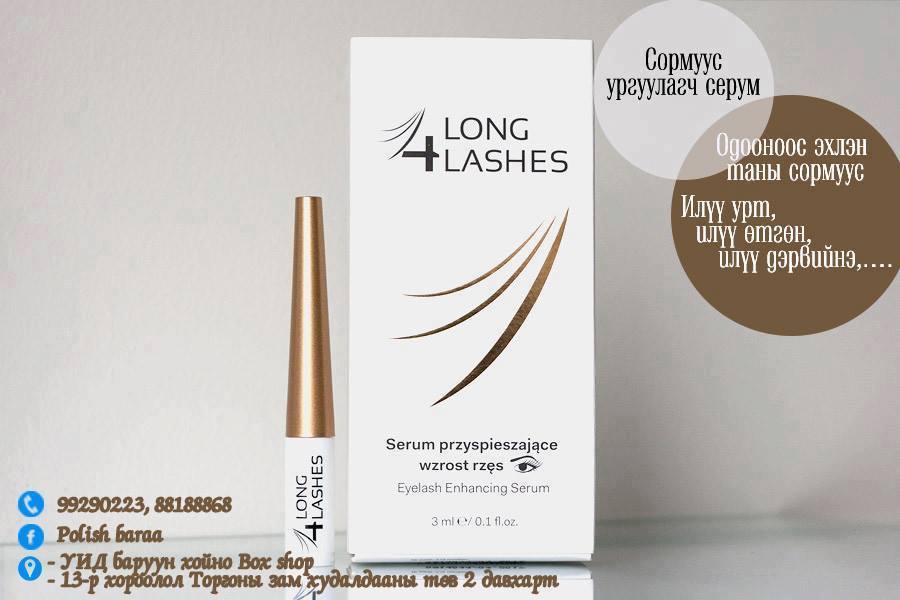 Сормуус
ургуулагч серум
Одооноос эхлэн
таны сормуус
Илүү урт,
илүү өтгөн,
илүү дэрвийнэ,....
4 LONG
LASHES
Serum przyspieszające
wzrost rzęs
Eyelash Enhancing Serum
3 ml ℮/ 0.1 fl.oz.
4 LONG
LASHES
99290223, 88188868
Polish baraa
- УИД баруун хойно Box shop
- 13-р хороолол Торгоны зам худалдааны төв 2 давхарт